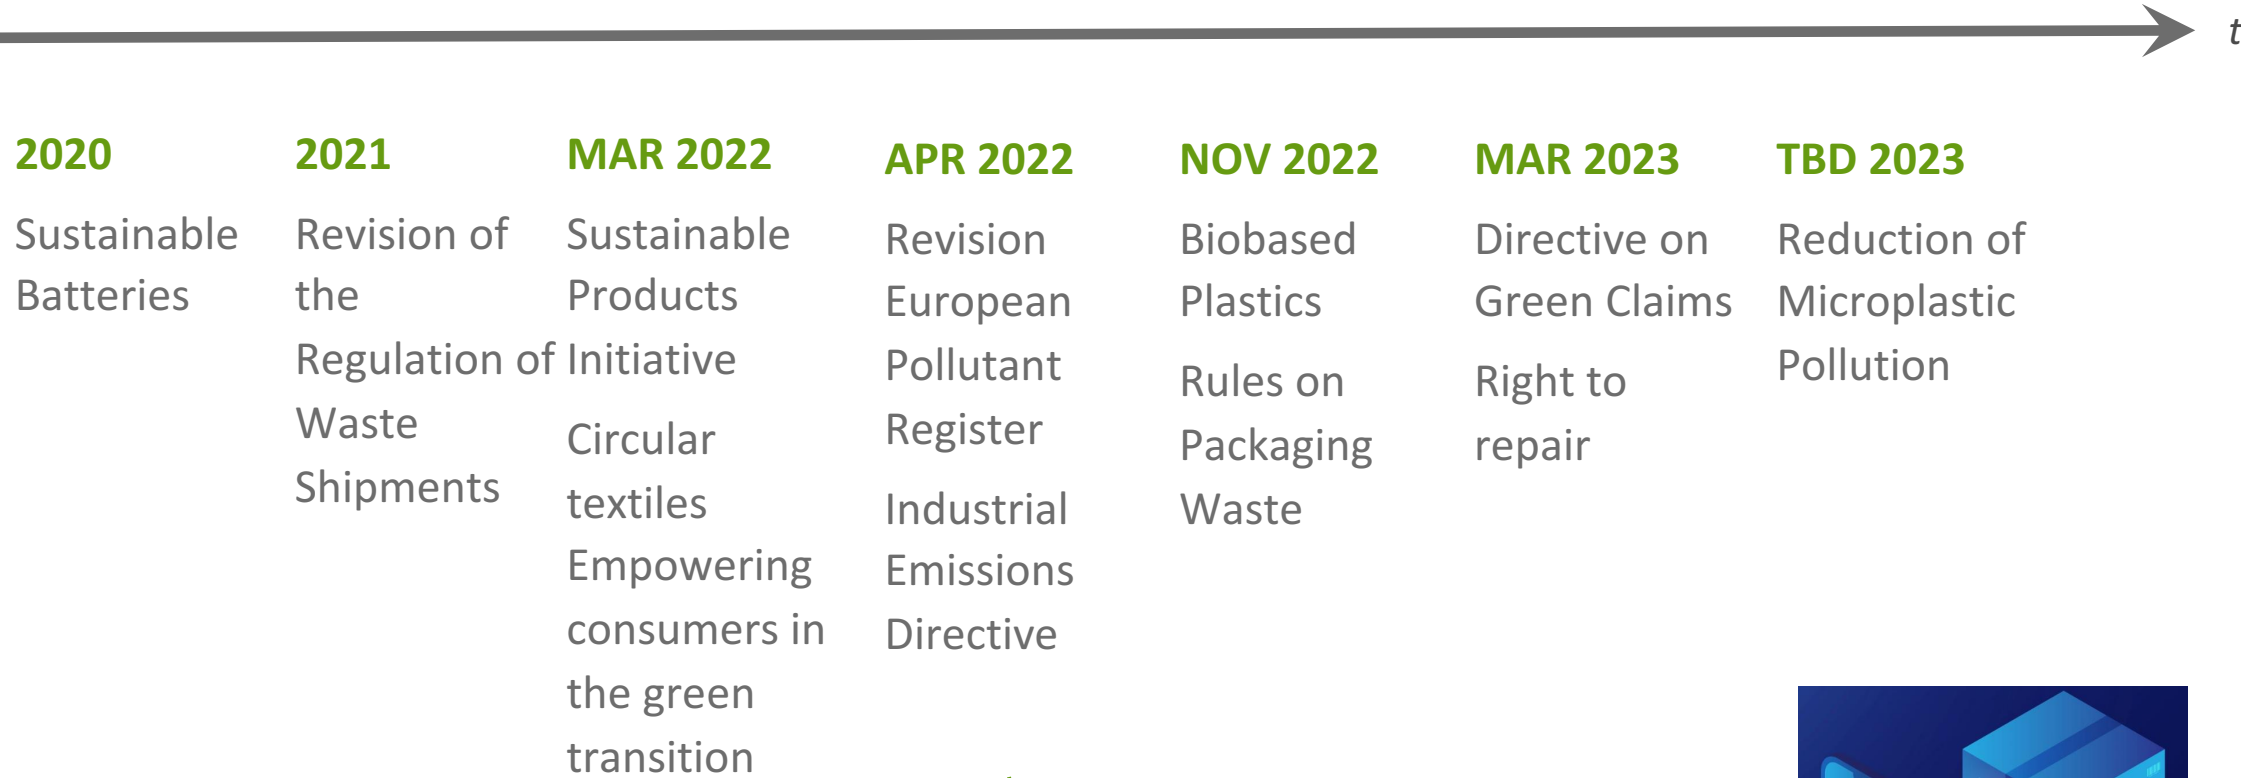 t
2020
Sustainable
Batteries
2021
Revision of
the
Regulation of
Waste
Shipments
MAR 2022
Sustainable
Products
Initiative
Circular
textiles
Empowering
consumers in
the green
transition
APR 2022
Revision
European
Pollutant
Register
Industrial
Emissions
Directive
NOV 2022
Biobased
Plastics
Rules on
Packaging
Waste
MAR 2023
Directive on
Green Claims
Right to
repair
TBD 2023
Reduction of
Microplastic
Pollution